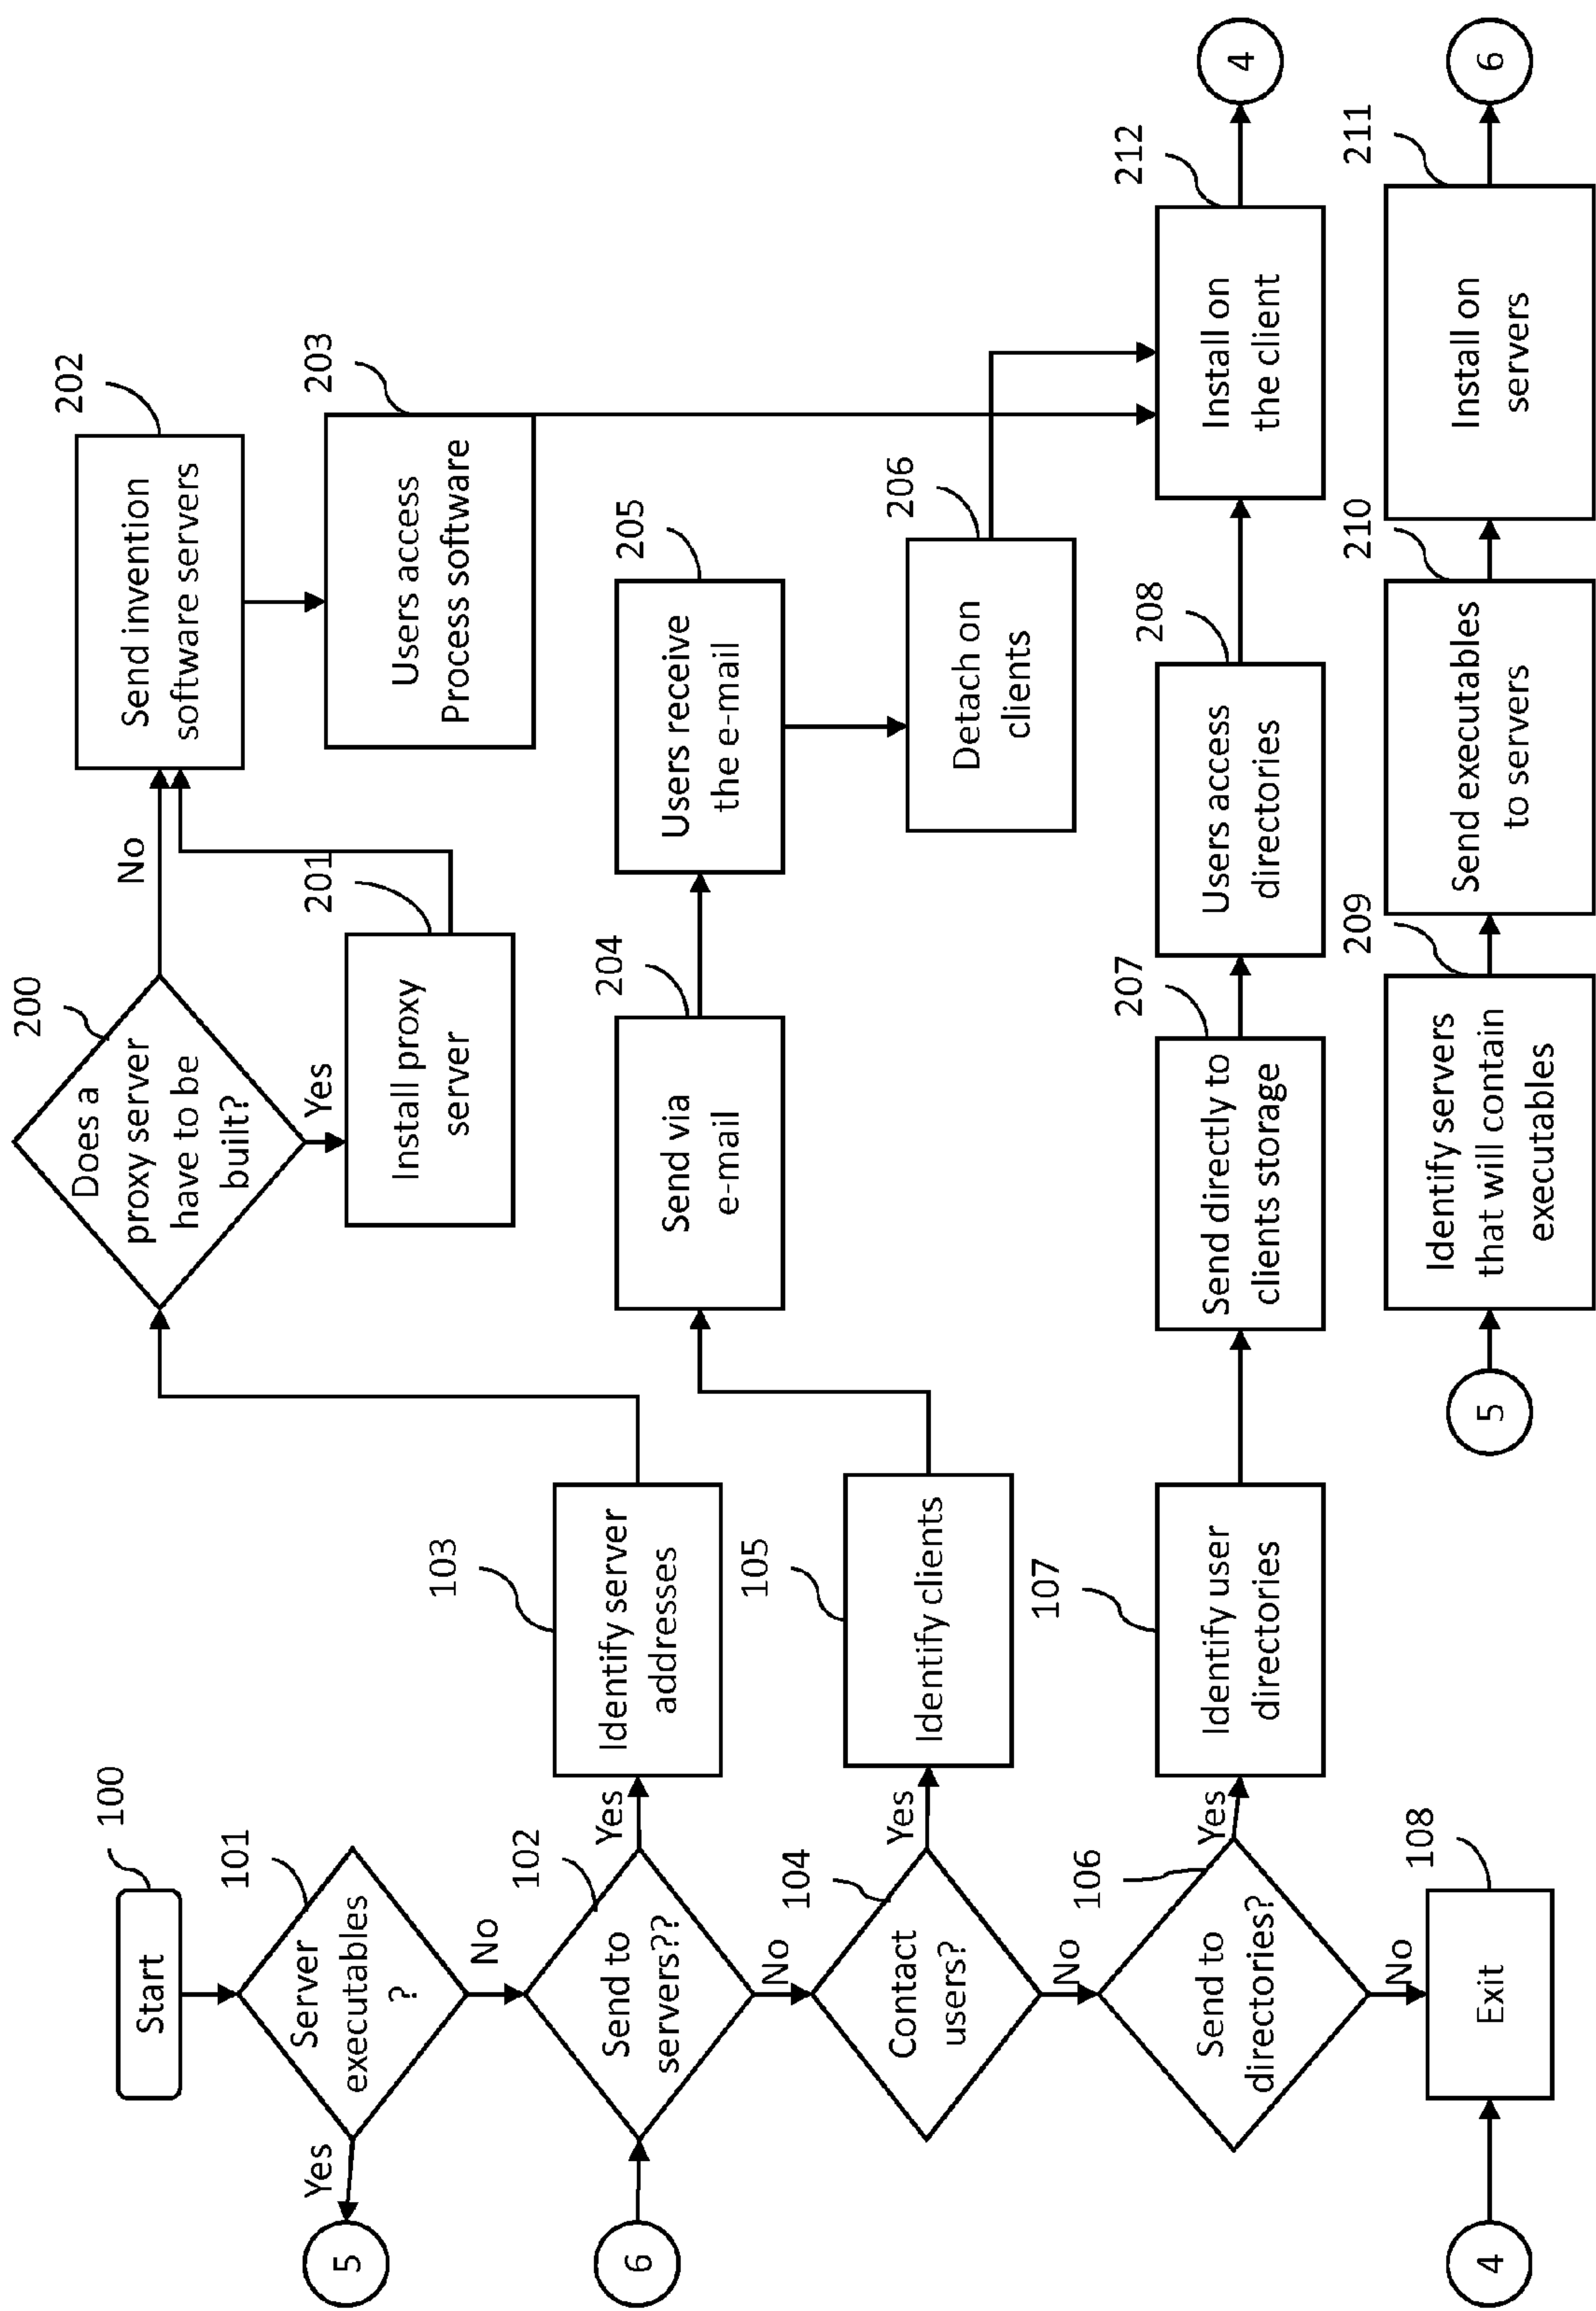 100
Start
101
Server
executables
?
Yes
5
No
102
Send to
servers??
6
Yes
No
103
Identify server
addresses
104
Contact
users?
Yes
No
105
Identify clients
106
Send to
directories?
Yes
No
107
Identify user
directories
108
Exit
4
200
Does a
proxy server
have to be
built?
No
Yes
201
Install proxy
server
202
Send invention
software servers
203
Users access
Process software
204
Send via
e-mail
205
Users receive
the e-mail
206
Detach on
clients
207
Send directly to
clients storage
208
Users access
directories
212
Install on
the client
4
5
209
Identify servers
that will contain
executables
210
Send executables
to servers
211
Install on
servers
6